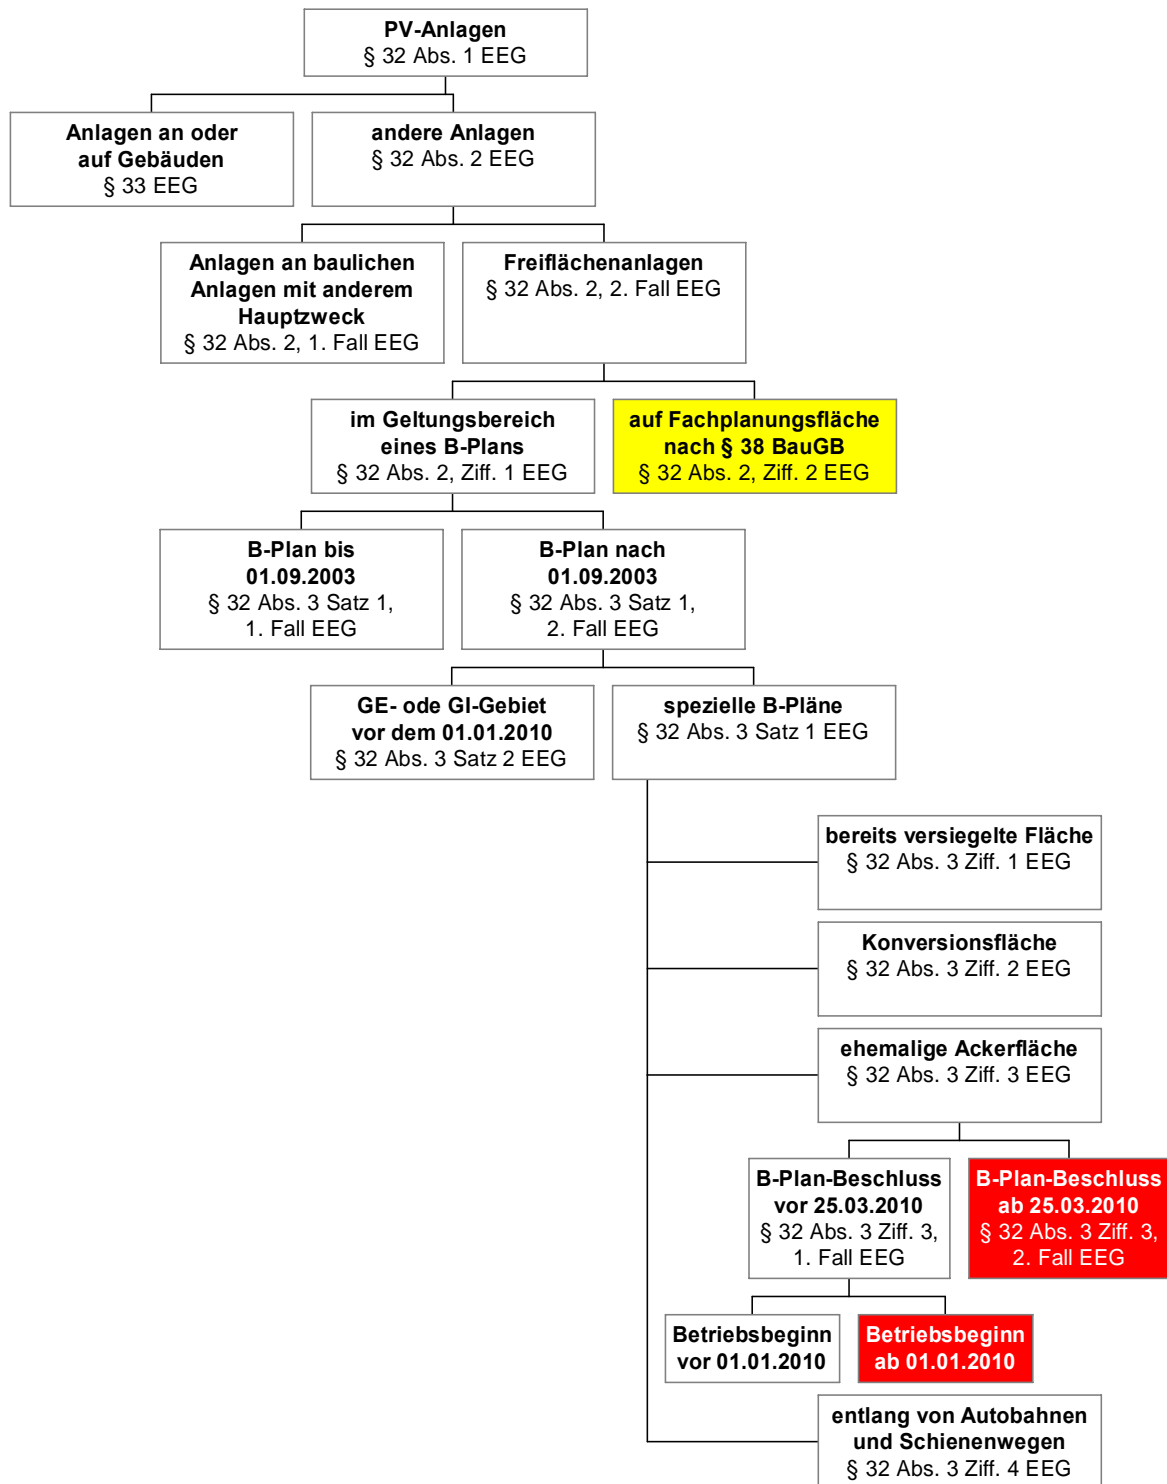 PV-Anlagen
§ 32 Abs. 1 EEG
Anlagen an oder
auf Gebäuden
§ 33 EEG
andere Anlagen
§ 32 Abs. 2 EEG
Anlagen an baulichen
Anlagen mit anderem
Hauptzweck
§ 32 Abs. 2, 1. Fall EEG
Freiflächenanlagen
§ 32 Abs. 2, 2. Fall EEG
im Geltungsbereich
eines B-Plans
§ 32 Abs. 2, Ziff. 1 EEG
auf Fachplanungsfläche
nach § 38 BauGB
§ 32 Abs. 2, Ziff. 2 EEG
B-Plan bis
01.09.2003
§ 32 Abs. 3 Satz 1,
1. Fall EEG
B-Plan nach
01.09.2003
§ 32 Abs. 3 Satz 1,
2. Fall EEG
GE- ode GI-Gebiet
vor dem 01.01.2010
§ 32 Abs. 3 Satz 2 EEG
spezielle B-Pläne
§ 32 Abs. 3 Satz 1 EEG
bereits versiegelte Fläche
§ 32 Abs. 3 Ziff. 1 EEG
Konversionsfläche
§ 32 Abs. 3 Ziff. 2 EEG
ehemalige Ackerfläche
§ 32 Abs. 3 Ziff. 3 EEG
B-Plan-Beschluss
vor 25.03.2010
§ 32 Abs. 3 Ziff. 3,
1. Fall EEG
B-Plan-Beschluss
ab 25.03.2010
§ 32 Abs. 3 Ziff. 3,
2. Fall EEG
Betriebsbeginn
vor 01.01.2010
Betriebsbeginn
ab 01.01.2010
entlang von Autobahnen
und Schienenwegen
§ 32 Abs. 3 Ziff. 4 EEG